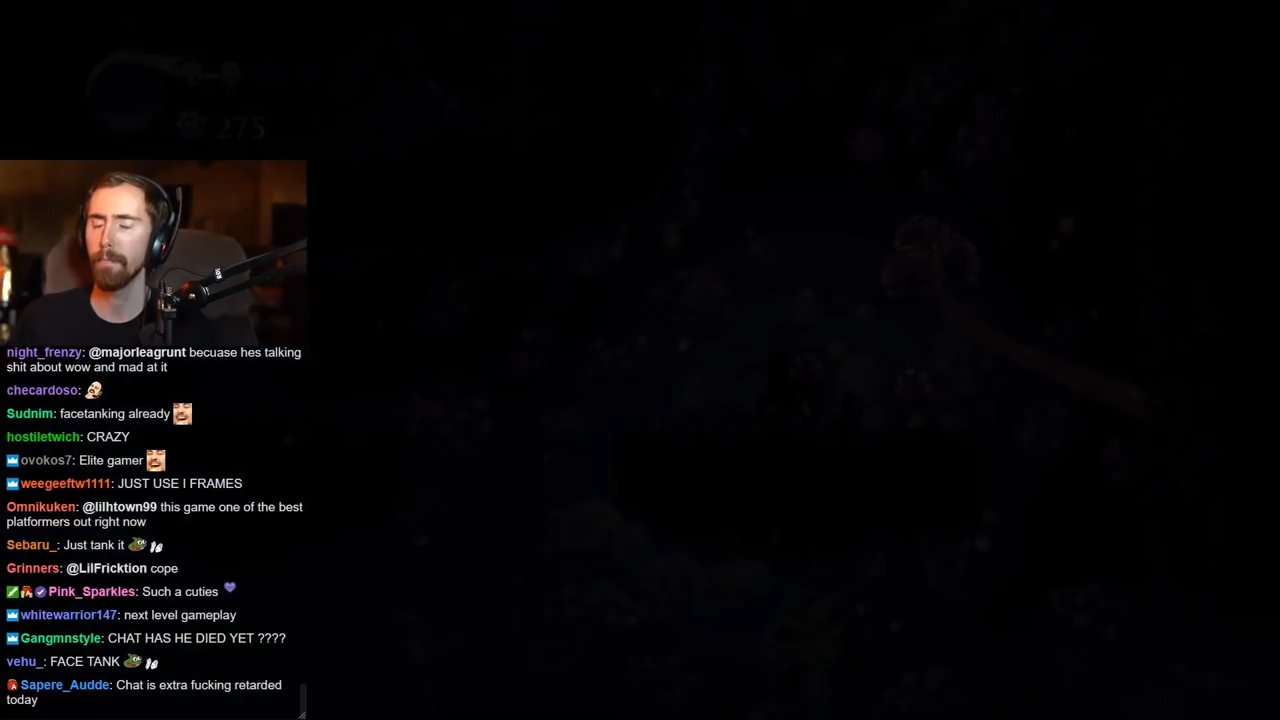 275
night_frenzy: @majorleagrunt becuase hes talking
shit about wow and mad at it
checardoso:
Sudnim: facetanking already
hostiletwich: CRAZY
ovokos7: Elite gamer
weegeeftw1111: JUST USE I FRAMES
Omnikuken: @lilhtown99 this game one of the best
platformers out right now
Sebaru_: Just tank it
Grinners: @LilFricktion cope
Pink_Sparkles: Such a cuties
whitewarrior147: next level gameplay
Gangmnstyle: CHAT HAS HE DIED YET ????
vehu_: FACE TANK
Sapere_Audde: Chat is extra fucking retarded
today